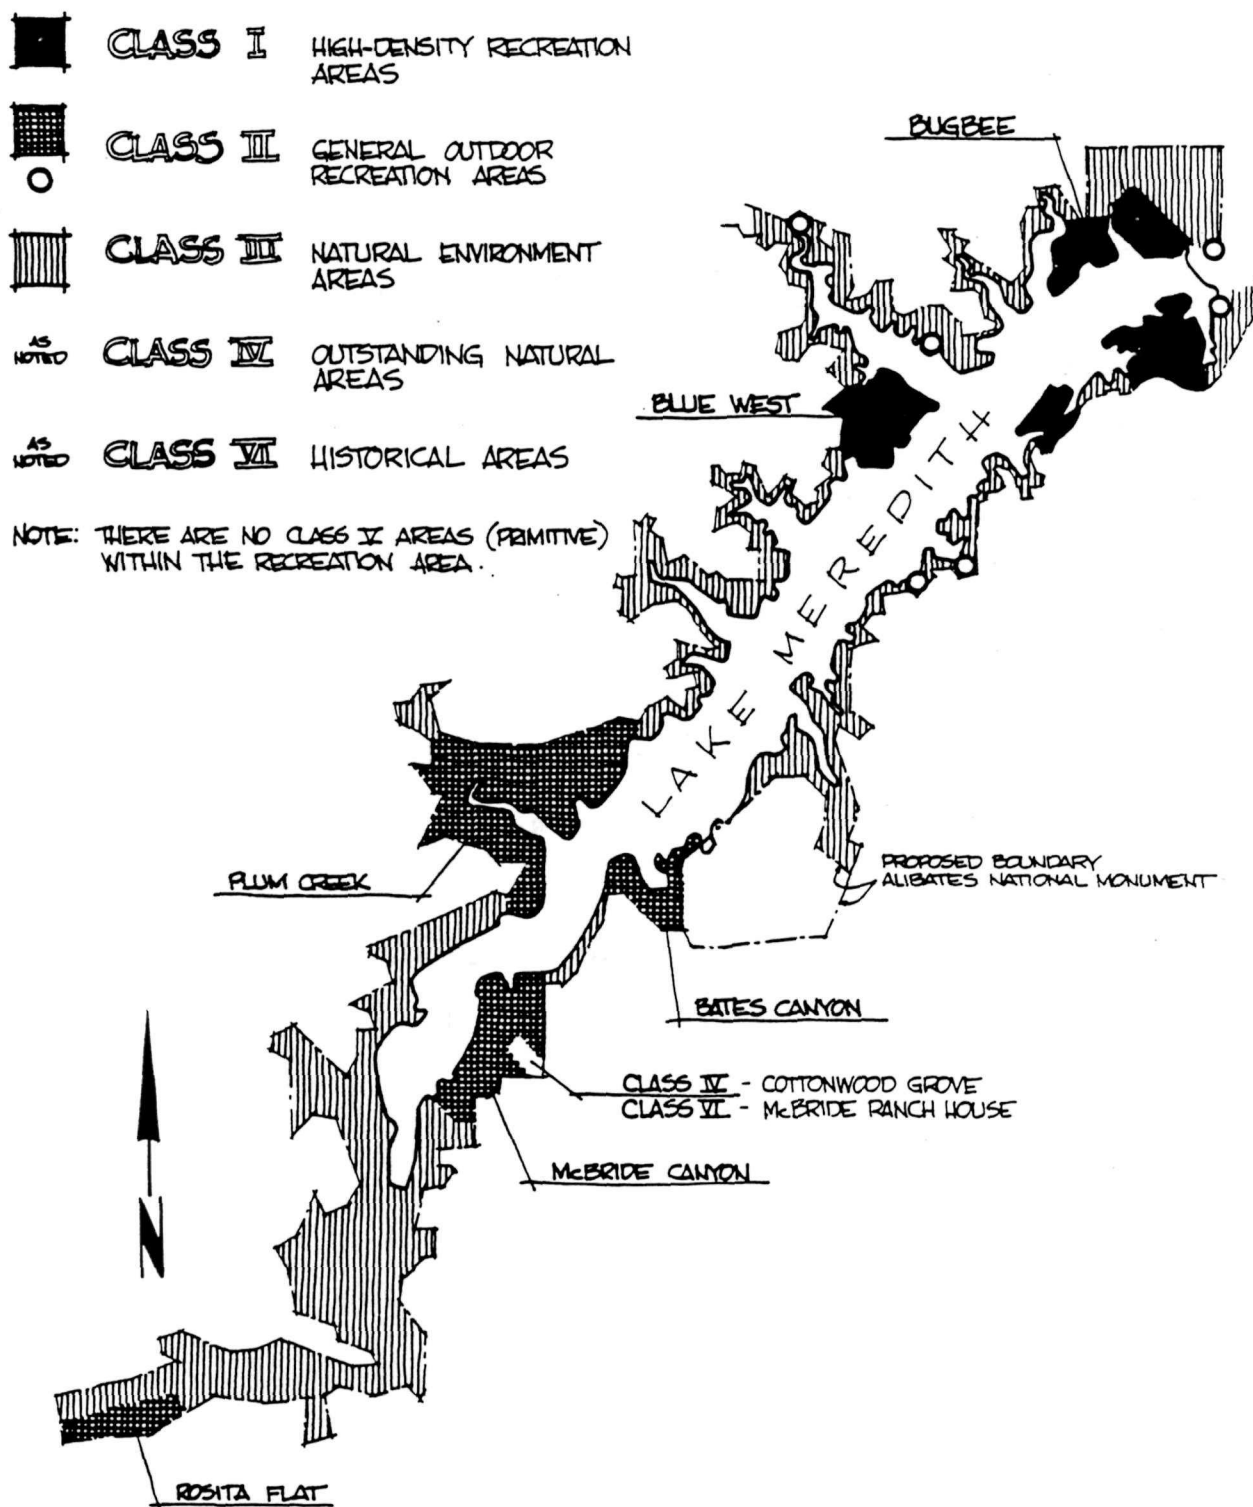 CLASS I HIGH-DENSITY RECREATION
AREAS
CLASS II GENERAL OUTDOOR
RECREATION AREAS
CLASS III NATURAL ENVIRONMENT
AREAS
AS
NOTED
CLASS IV OUTSTANDING NATURAL
AREAS
AS
NOTED
CLASS VI HISTORICAL AREAS
NOTE: THERE ARE NO CLASS V AREAS (PRIMITIVE)
WITHIN THE RECREATION AREA.
BUGBEE
BLUE WEST
LAKE MEREDITH
PLUM CREEK
PROPOSED BOUNDARY
ALIBATES NATIONAL MONUMENT
BATES CANYON
CLASS IV - COTTONWOOD GROVE
CLASS VI - McBRIDE RANCH HOUSE
McBRIDE CANYON
N
ROSITA FLAT